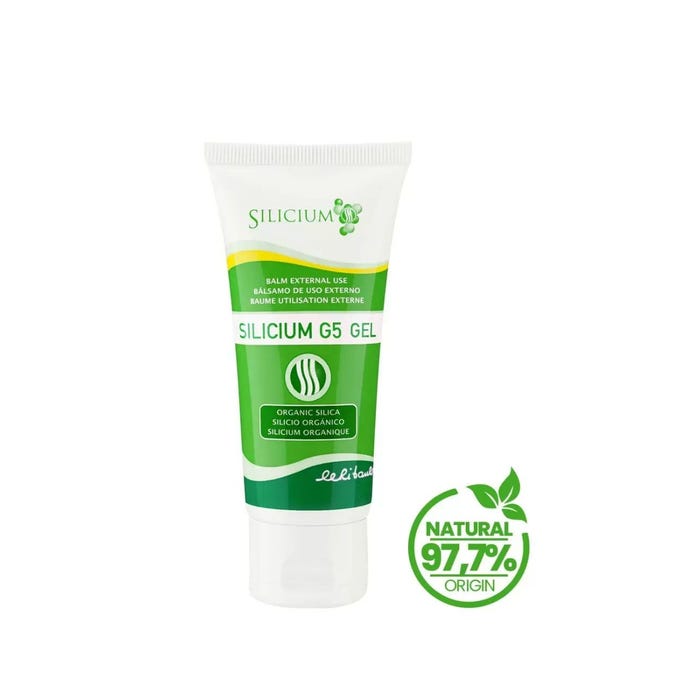 SILICIUM
BALM EXTERNAL USE
BÁLSAMO DE USO EXTERNO
BAUME UTILISATION EXTERNE
SILICIUM G5 GEL
ORGANIC SILICA
SILICIO ORGÁNICO
SILICIUM ORGANIQUE
NATURAL
97,7%
ORIGIN